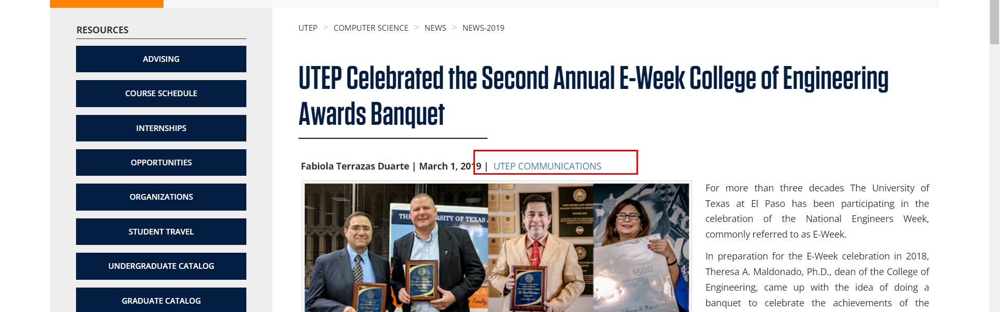 RESOURCES
ADVISING
COURSE SCHEDULE
INTERNSHIPS
OPPORTUNITIES
ORGANIZATIONS
STUDENT TRAVEL
UNDERGRADUATE CATALOG
GRADUATE CATALOG
UTEP > COMPUTER SCIENCE > NEWS > NEWS-2019
UTEP Celebrated the Second Annual E-Week College of Engineering
Awards Banquet
Fabiola Terrazas Duarte | March 1, 2019 | UTEP COMMUNICATIONS
RSITY OF TEXAS
$500
For more than three decades The University of
Texas at El Paso has been participating in the
celebration of the National Engineers Week,
commonly referred to as E-Week.
In preparation for the E-Week celebration in 2018,
Theresa A. Maldonado, Ph.D., dean of the College of
Engineering, came up with the idea of doing a
banquet to celebrate the achievements of the